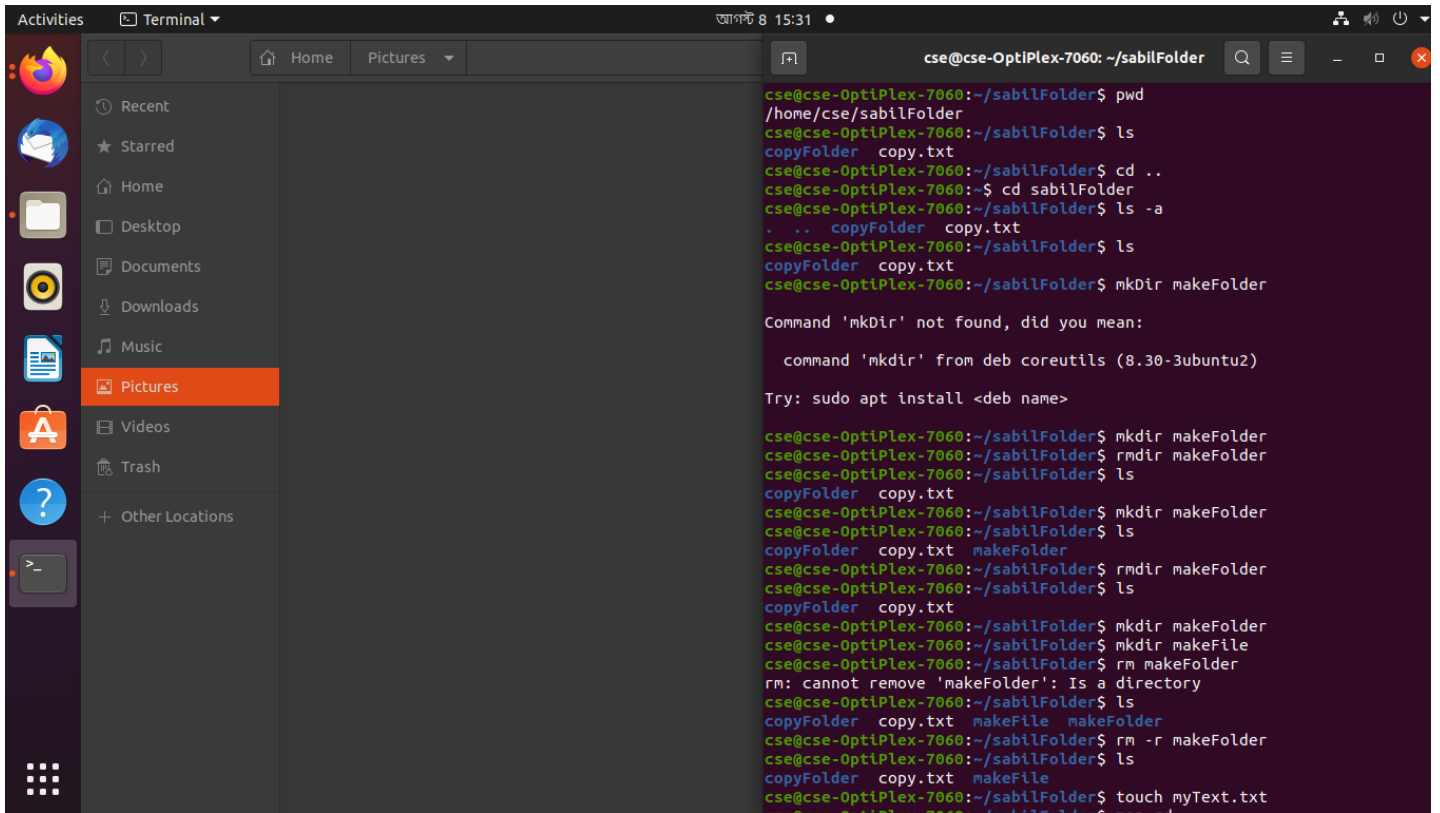 Activities Terminal আগস্ট 8 15:31
Home Pictures
Recent
Starred
Home
Desktop
Documents
Downloads
Music
Pictures
Videos
Trash
Other Locations
cse@cse-OptiPlex-7060: ~/sabilFolder
cse@cse-OptiPlex-7060:~/sabilFolder$ pwd
/home/cse/sabilFolder
cse@cse-OptiPlex-7060:~/sabilFolder$ ls
copyFolder copy.txt
cse@cse-OptiPlex-7060:~/sabilFolder$ cd ..
cse@cse-OptiPlex-7060:~$ cd sabilFolder
cse@cse-OptiPlex-7060:~/sabilFolder$ ls -a
. .. copyFolder copy.txt
cse@cse-OptiPlex-7060:~/sabilFolder$ ls
copyFolder copy.txt
cse@cse-OptiPlex-7060:~/sabilFolder$ mkDir makeFolder
Command 'mkDir' not found, did you mean:
command 'mkdir' from deb coreutils (8.30-3ubuntu2)
Try: sudo apt install <deb name>
cse@cse-OptiPlex-7060:~/sabilFolder$ mkdir makeFolder
cse@cse-OptiPlex-7060:~/sabilFolder$ rmdir makeFolder
cse@cse-OptiPlex-7060:~/sabilFolder$ ls
copyFolder copy.txt
cse@cse-OptiPlex-7060:~/sabilFolder$ mkdir makeFolder
cse@cse-OptiPlex-7060:~/sabilFolder$ ls
copyFolder copy.txt makeFolder
cse@cse-OptiPlex-7060:~/sabilFolder$ rmdir makeFolder
cse@cse-OptiPlex-7060:~/sabilFolder$ ls
copyFolder copy.txt
cse@cse-OptiPlex-7060:~/sabilFolder$ mkdir makeFolder
cse@cse-OptiPlex-7060:~/sabilFolder$ mkdir makeFile
cse@cse-OptiPlex-7060:~/sabilFolder$ rm makeFolder
rm: cannot remove 'makeFolder': Is a directory
cse@cse-OptiPlex-7060:~/sabilFolder$ ls
copyFolder copy.txt makeFile makeFolder
cse@cse-OptiPlex-7060:~/sabilFolder$ rm -r makeFolder
cse@cse-OptiPlex-7060:~/sabilFolder$ ls
copyFolder copy.txt makeFile
cse@cse-OptiPlex-7060:~/sabilFolder$ touch myText.txt